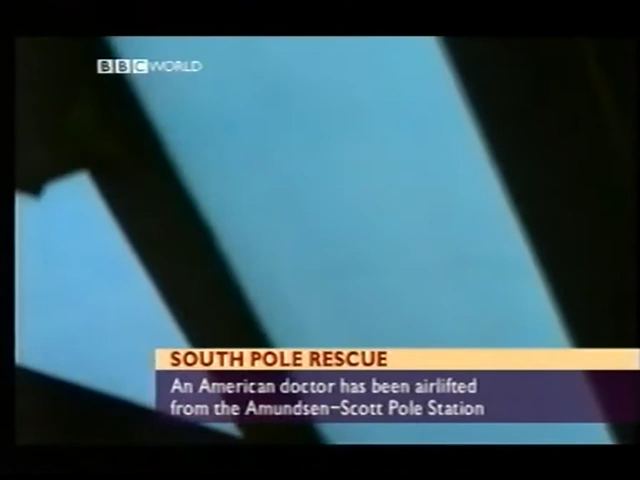 BBC WORLD
SOUTH POLE RESCUE
An American doctor has been airlifted
from the Amundsen-Scott Pole Station